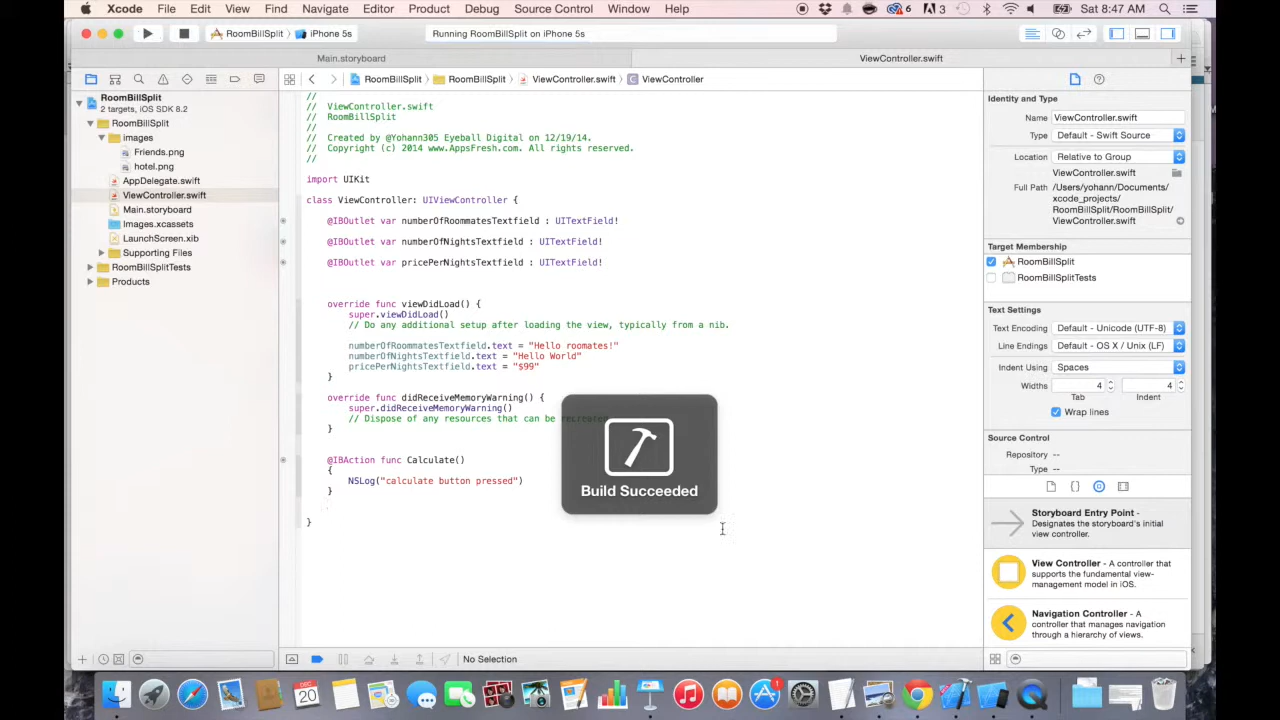 Xcode File Edit View Find Navigate Editor Product Debug Source Control Window Help 6 3 Sat 8:47 AM
RoomBillSplit iPhone 5s Running RoomBillSplit on iPhone 5s
Main.storyboard ViewController.swift
RoomBillSplit RoomBillSplit ViewController.swift C ViewController
RoomBillSplit
2 targets, iOS SDK 8.2
RoomBillSplit
images
Friends.png
hotel.png
AppDelegate.swift
ViewController.swift
Main.storyboard
Images.xcassets
LaunchScreen.xib
Supporting Files
RoomBillSplitTests
Products
//
// ViewController.swift
// RoomBillSplit
//
// Created by @Yohann305 Eyeball Digital on 12/19/14.
// Copyright (c) 2014 www.AppsFresh.com. All rights reserved.
//
import UIKit
class ViewController: UIViewController {
@IBOutlet var numberOfRoommatesTextfield : UITextField!
@IBOutlet var numberOfNightsTextfield : UITextField!
@IBOutlet var pricePerNightsTextfield : UITextField!
override func viewDidLoad() {
super.viewDidLoad()
// Do any additional setup after loading the view, typically from a nib.
numberOfRoommatesTextfield.text = "Hello roomates!"
numberOfNightsTextfield.text = "Hello World"
pricePerNightsTextfield.text = "$99"
}
override func didReceiveMemoryWarning() {
super.didReceiveMemoryWarning()
// Dispose of any resources that can be recreated.
}
@IBAction func Calculate()
{
NSLog("calculate button pressed")
}
}
Build Succeeded
No Selection
Identity and Type
Name ViewController.swift
Type Default - Swift Source
Location Relative to Group
ViewController.swift
Full Path /Users/yohann/Documents/
xcode_projects/
RoomBillSplit/RoomBillSplit/
ViewController.swift
Target Membership
RoomBillSplit
RoomBillSplitTests
Text Settings
Text Encoding Default - Unicode (UTF-8)
Line Endings Default - OS X / Unix (LF)
Indent Using Spaces
Widths 4 4
Tab Indent
Wrap lines
Source Control
Repository --
Type --
Storyboard Entry Point -
Designates the storyboard's initial
view controller.
View Controller - A controller that
supports the fundamental view-
management model in iOS.
Navigation Controller - A
controller that manages navigation
through a hierarchy of views.
DEC
20
1